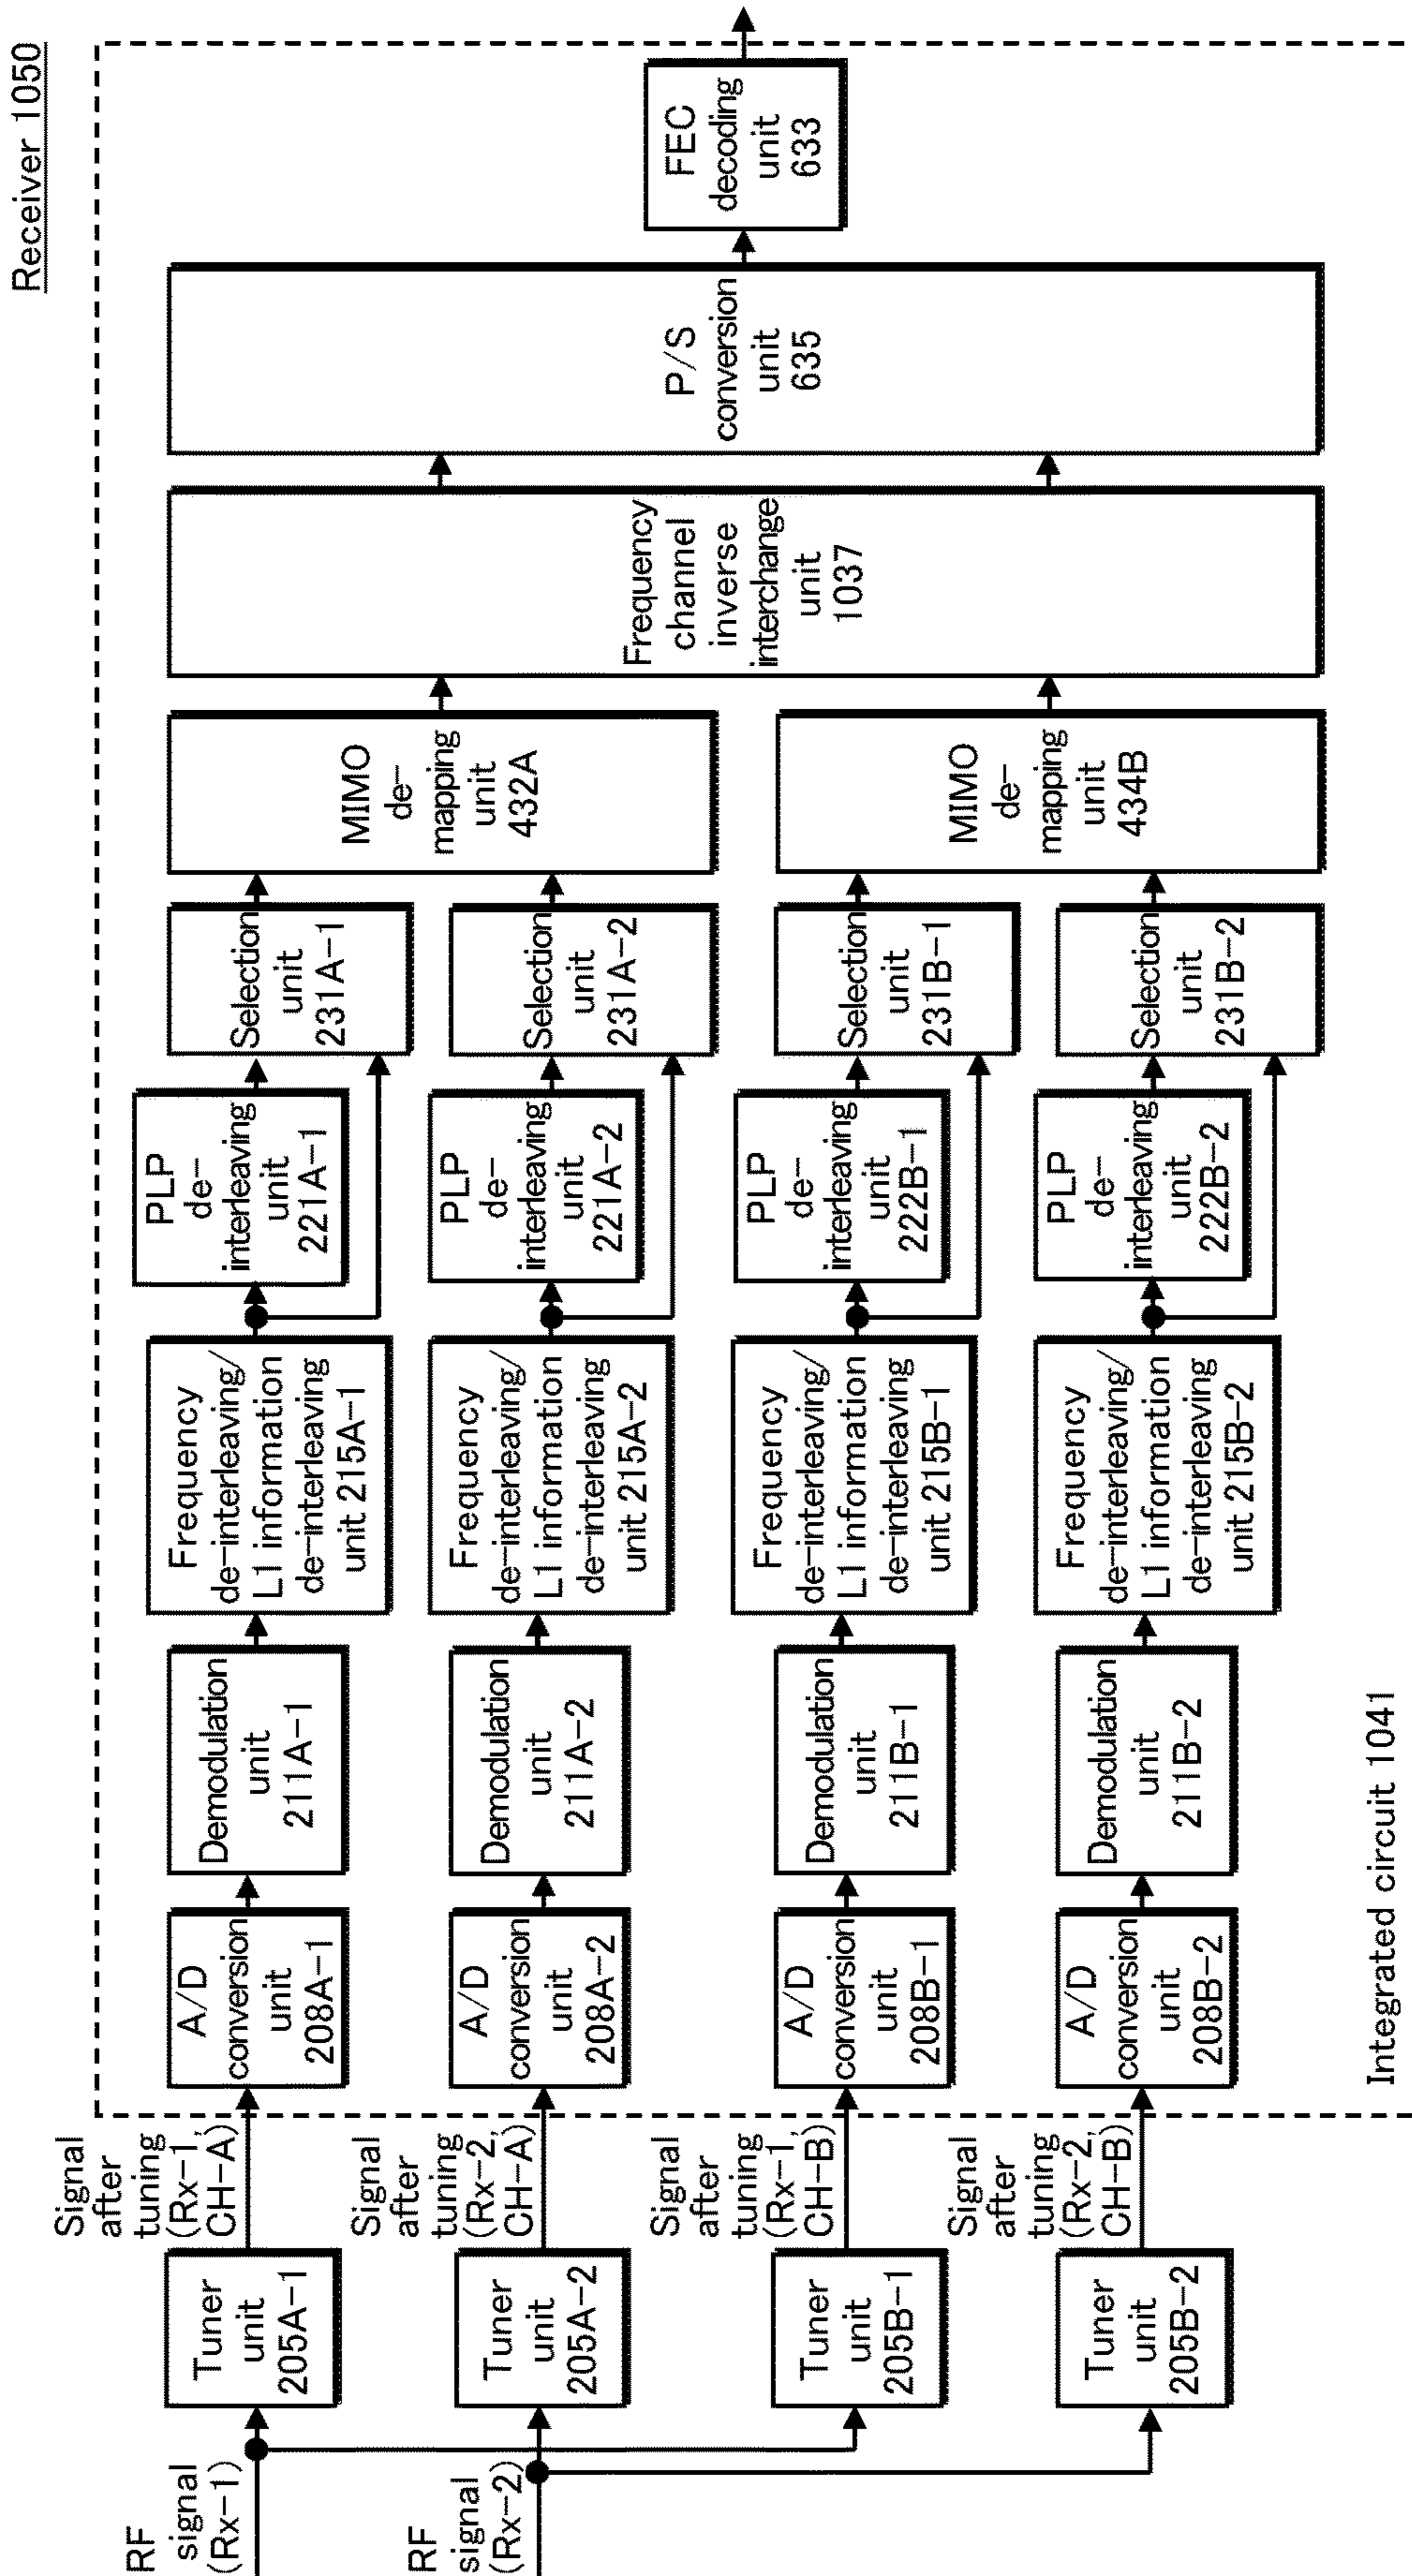 Receiver 1050
RF
signal
(Rx-1)
RF
signal
(Rx-2)
Tuner
unit
205A-1
Tuner
unit
205A-2
Tuner
unit
205B-1
Tuner
unit
205B-2
Signal
after
tuning
(Rx-1,
CH-A)
Signal
after
tuning
(Rx-2,
CH-A)
Signal
after
tuning
(Rx-1,
CH-B)
Signal
after
tuning
(Rx-2,
CH-B)
A/D
conversion
unit
208A-1
A/D
conversion
unit
208A-2
A/D
conversion
unit
208B-1
A/D
conversion
unit
208B-2
Demodulation
unit
211A-1
Demodulation
unit
211A-2
Demodulation
unit
211B-1
Demodulation
unit
211B-2
Frequency
de-interleaving/
L1 information
de-interleaving
unit 215A-1
Frequency
de-interleaving/
L1 information
de-interleaving
unit 215A-2
Frequency
de-interleaving/
L1 information
de-interleaving
unit 215B-1
Frequency
de-interleaving/
L1 information
de-interleaving
unit 215B-2
PLP
de-
interleaving
unit
221A-1
PLP
de-
interleaving
unit
221A-2
PLP
de-
interleaving
unit
222B-1
PLP
de-
interleaving
unit
222B-2
Selection
unit
231A-1
Selection
unit
231A-2
Selection
unit
231B-1
Selection
unit
231B-2
MIMO
de-
mapping
unit
432A
MIMO
de-
mapping
unit
434B
Frequency
channel
inverse
interchange
unit
1037
P/S
conversion
unit
635
FEC
decoding
unit
633
Integrated circuit 1041